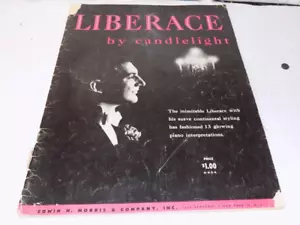 LIBERACE
by candlelight
The inimitable Liberace with
his suave continental styling
has fashioned 15 glowing
piano interpretations.
PRICE
$1.00
EDWIN H. MORRIS & COMPANY, INC.